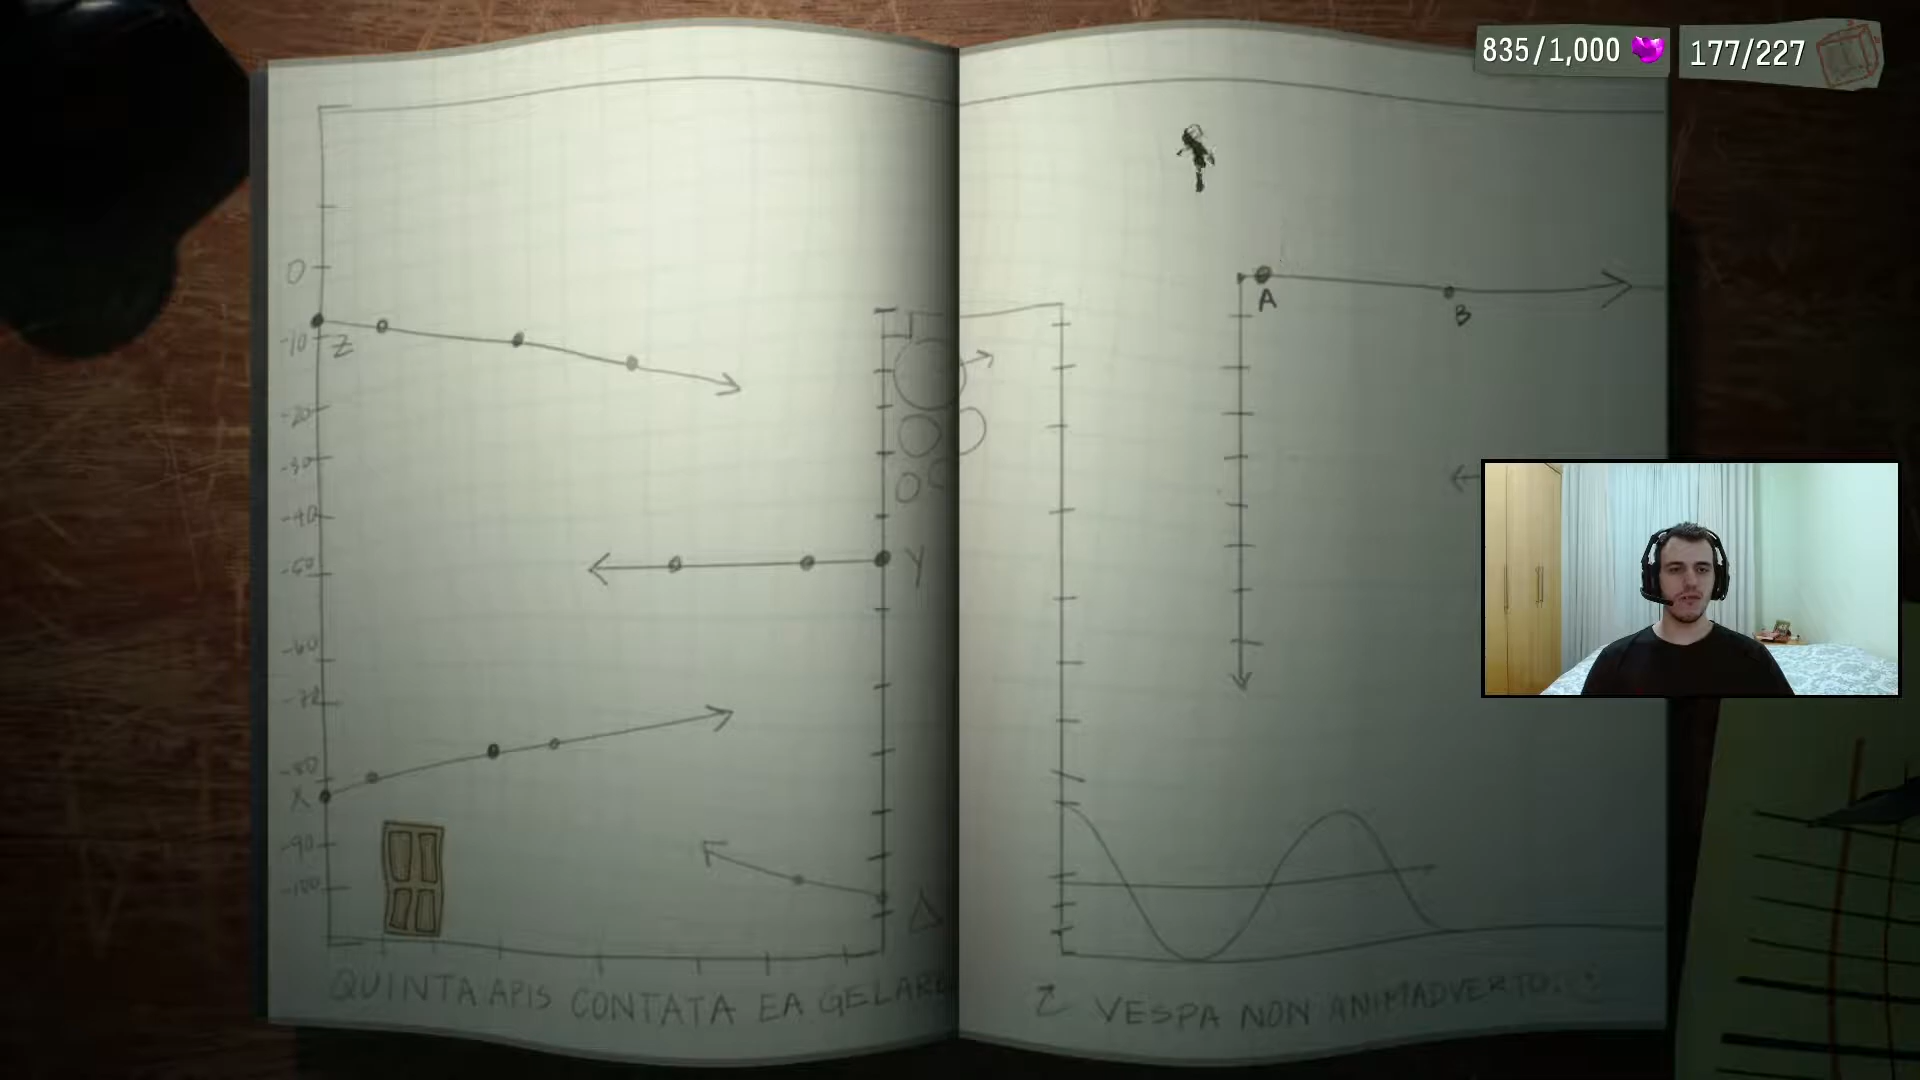 835/1,000 177/227
0
-10
Z
-20
-30
-40
-60
Y
-70
-80
X
-90
-100
A
B
QUINTA APIS CONTATA EA GELARE
VESPA NON ANIMADVERTO